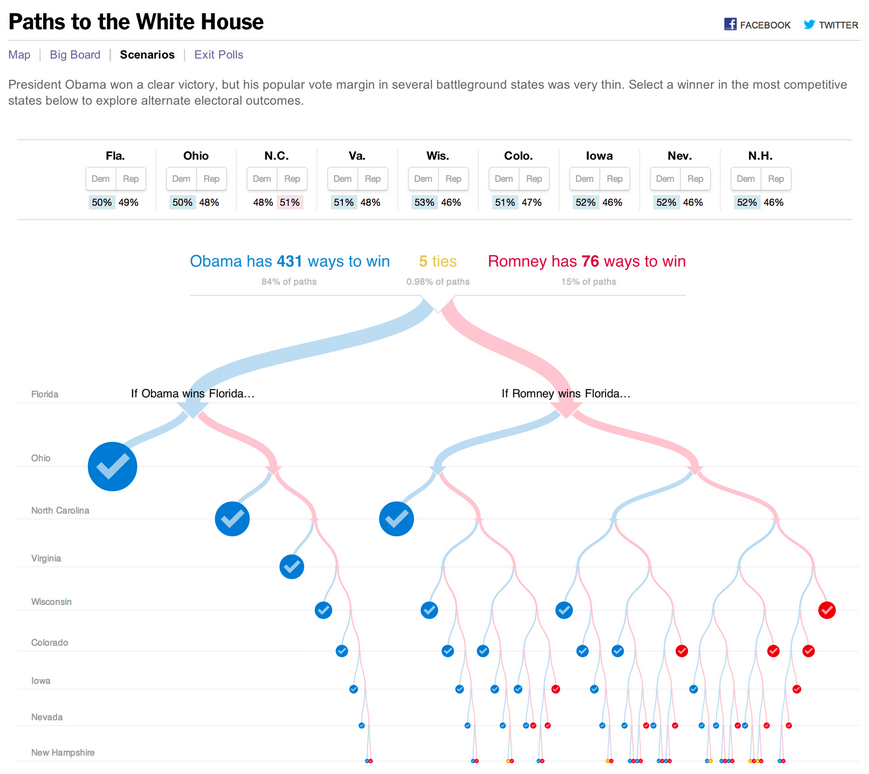 Paths to the White House
FACEBOOK TWITTER
Map Big Board Scenarios Exit Polls
President Obama won a clear victory, but his popular vote margin in several battleground states was very thin. Select a winner in the most competitive
states below to explore alternate electoral outcomes.
Fla. Ohio N.C. Va. Wis. Colo. Iowa Nev. N.H.
Dem Rep Dem Rep Dem Rep Dem Rep Dem Rep Dem Rep Dem Rep Dem Rep Dem Rep
50% 49% 50% 48% 48% 51% 51% 48% 53% 46% 51% 47% 52% 46% 52% 46% 52% 46%
Obama has 431 ways to win 5 ties Romney has 76 ways to win
84% of paths 0.98% of paths 15% of paths
Florida If Obama wins Florida... If Romney wins Florida...
Ohio
North Carolina
Virginia
Wisconsin
Colorado
Iowa
Nevada
New Hampshire